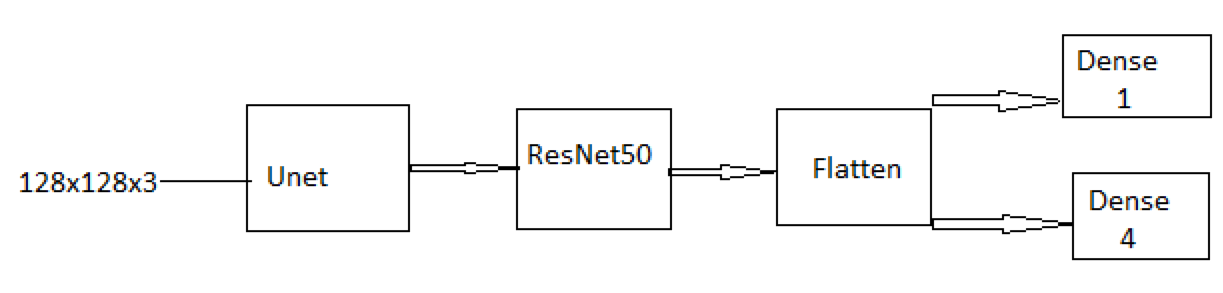 128x128x3
Unet
ResNet50
Flatten
Dense
1
Dense
4